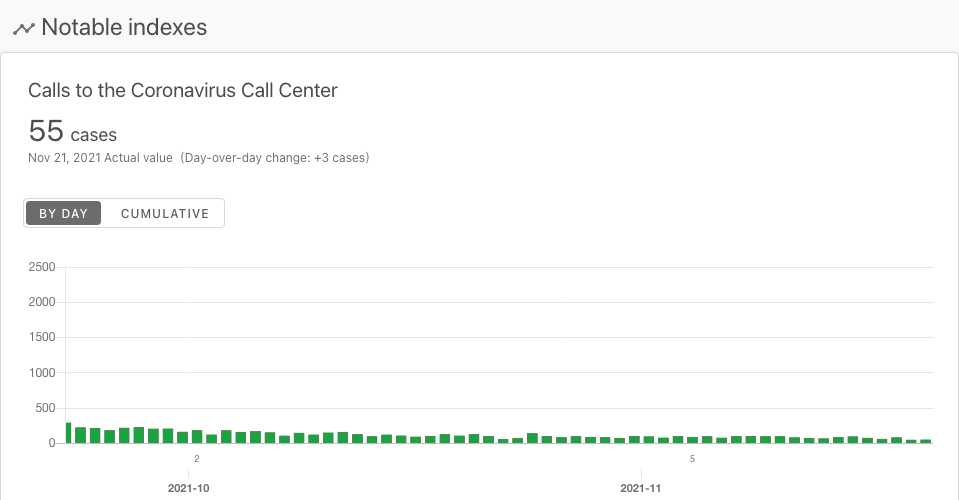 Notable indexes
Calls to the Coronavirus Call Center
55 cases
Nov 21, 2021 Actual value (Day-over-day change: +3 cases)
BY DAY CUMULATIVE
2500
2000
1500
1000
500
0
2 5
2021-10 2021-11